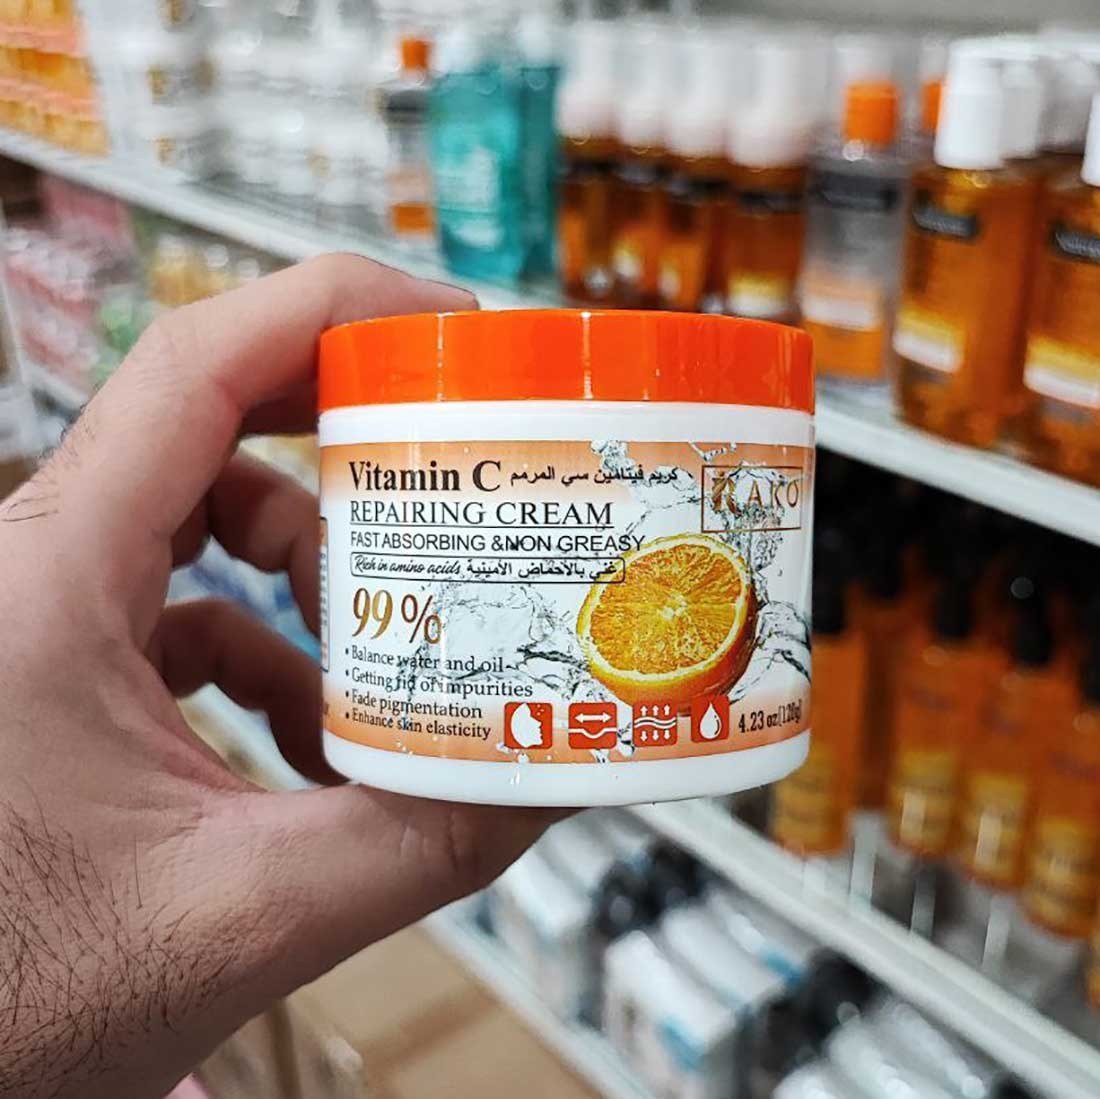 Vitamin C كريم فيتامين سي المرمم
KAKO
REPAIRING CREAM
FAST ABSORBING &NON GREASY
Rich in amino acids غني بالأحماض الأمينية
99 %
• Balance water and oil
• Getting rid of impurities
• Fade pigmentation
• Enhance skin elasticity
4.23 oz(120g)